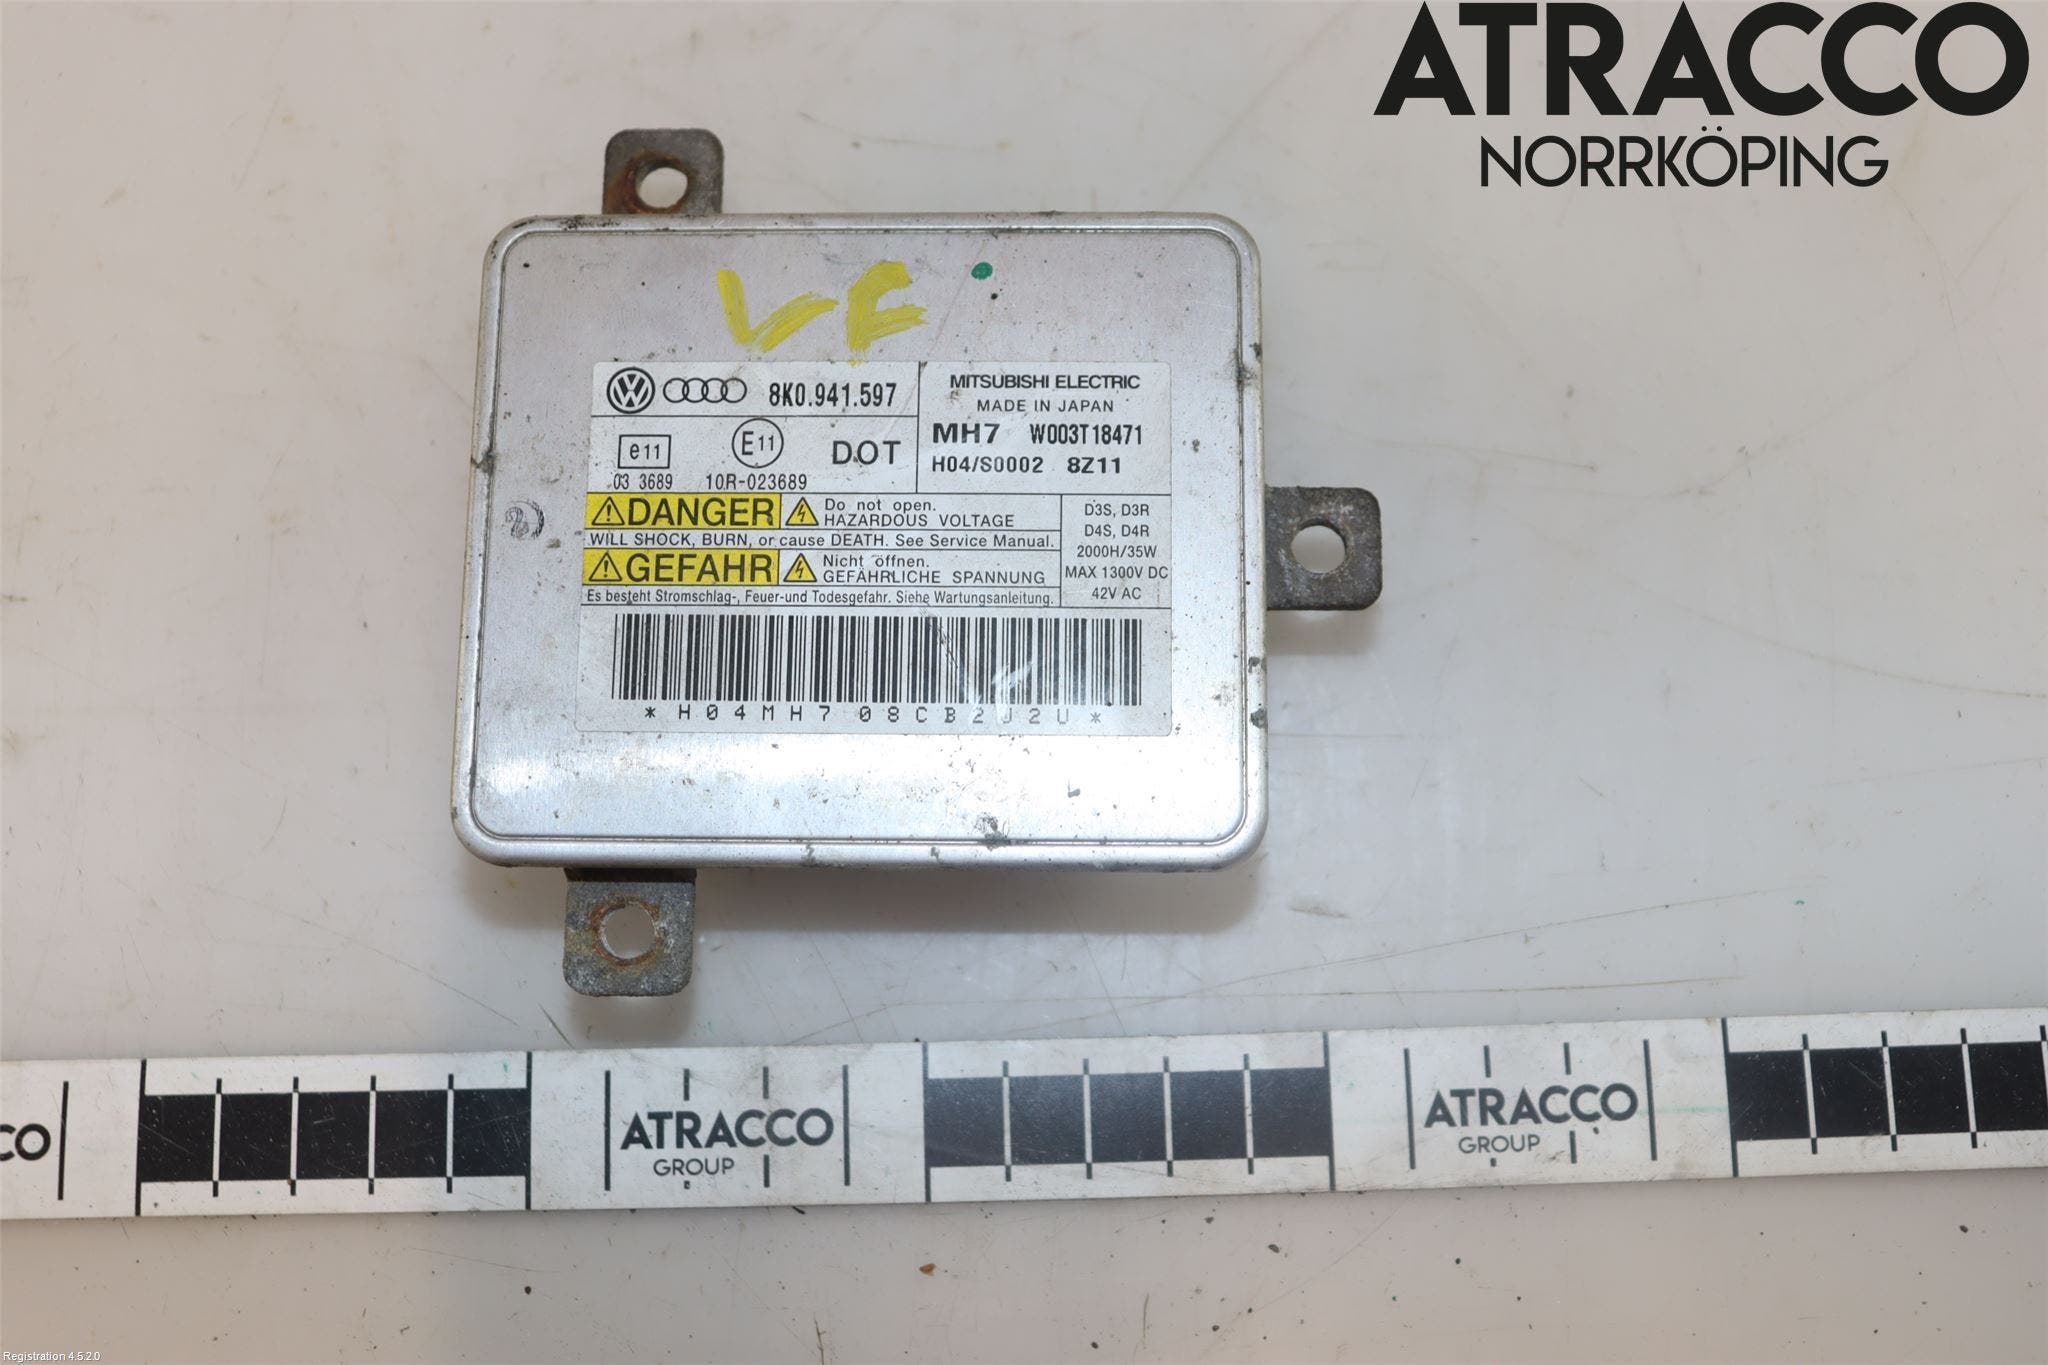 ATRACCO
NORRKÖPING
VF
8K0.941.597
MITSUBISHI ELECTRIC
MADE IN JAPAN
e11
E11
DOT
MH7 W003T18471
H04/S0002 8Z11
03 3689 10R-023689
DANGER
Do not open.
HAZARDOUS VOLTAGE
WILL SHOCK, BURN, or cause DEATH. See Service Manual.
GEFAHR
Nicht öffnen.
GEFÄHRLICHE SPANNUNG
Es besteht Stromschlag-, Feuer-und Todesgefahr. Siehe Wartungsanleitung.
D3S, D3R
D4S, D4R
2000H/35W
MAX 1300V DC
42V AC
*H04MH708CB2J2U*
CO
ATRACCO
GROUP
ATRACCO
GROUP
Registration 4.5.2.0